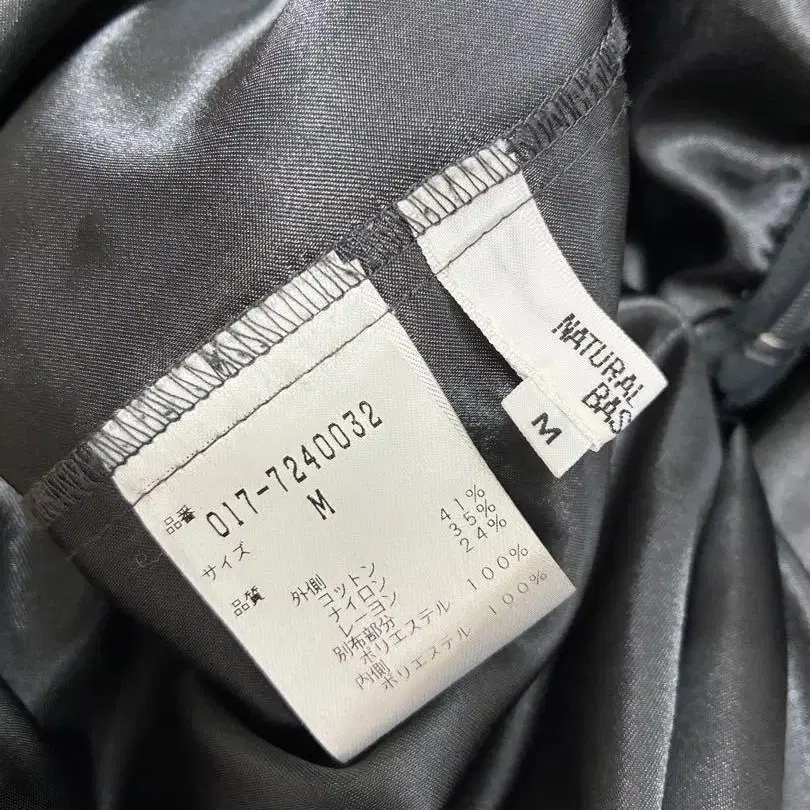 品番 017-7240032
サイズ M
品質 外側
コットン 41%
ナイロン 35%
レーヨン 24%
別布部分
ポリエステル 100%
内側
ポリエステル 100%
NATURAL
BAS
M